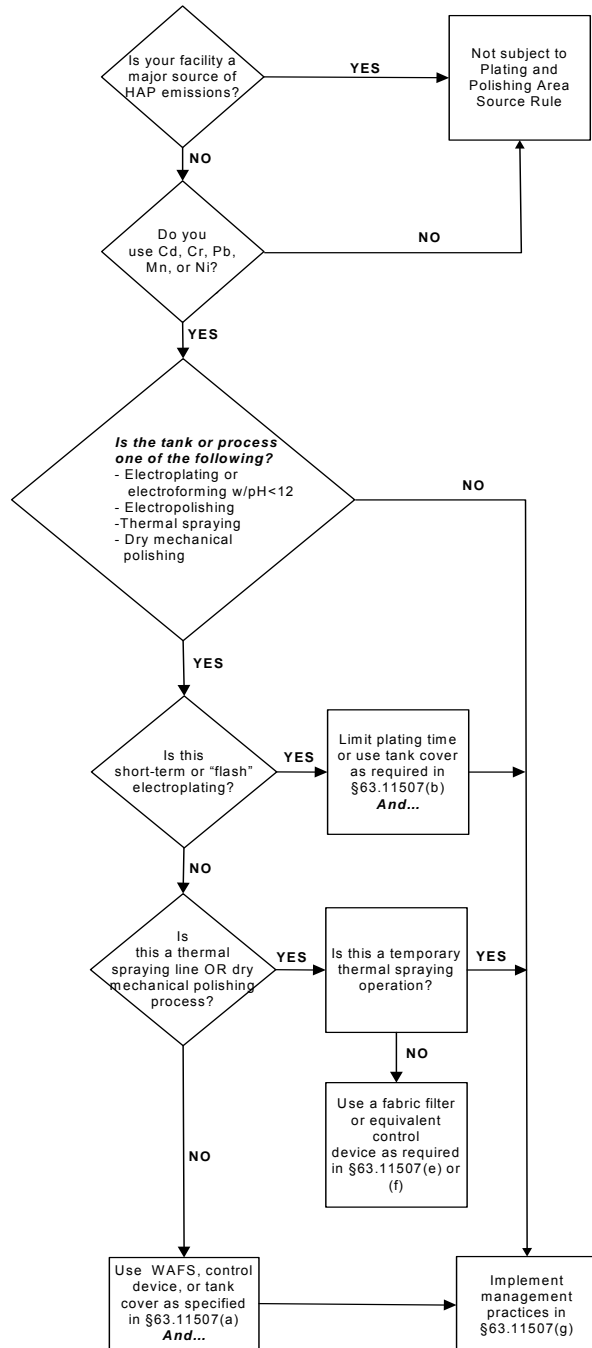 Is your facility a
major source of
HAP emissions?
YES
Not subject to
Plating and
Polishing Area
Source Rule
NO
Do you
use Cd, Cr, Pb,
Mn, or Ni?
NO
YES
Is the tank or process
one of the following?
- Electroplating or
electroforming w/pH<12
- Electropolishing
-Thermal spraying
- Dry mechanical
polishing
NO
YES
Is this
short-term or “flash”
electroplating?
YES
Limit plating time
or use tank cover
as required in
§63.11507(b)
And...
NO
Is
this a thermal
spraying line OR dry
mechanical polishing
process?
YES
Is this a temporary
thermal spraying
operation?
YES
NO
Use a fabric filter
or equivalent
control
device as required
in §63.11507(e) or
(f)
NO
Use WAFS, control
device, or tank
cover as specified
in §63.11507(a)
And...
Implement
management
practices in
§63.11507(g)